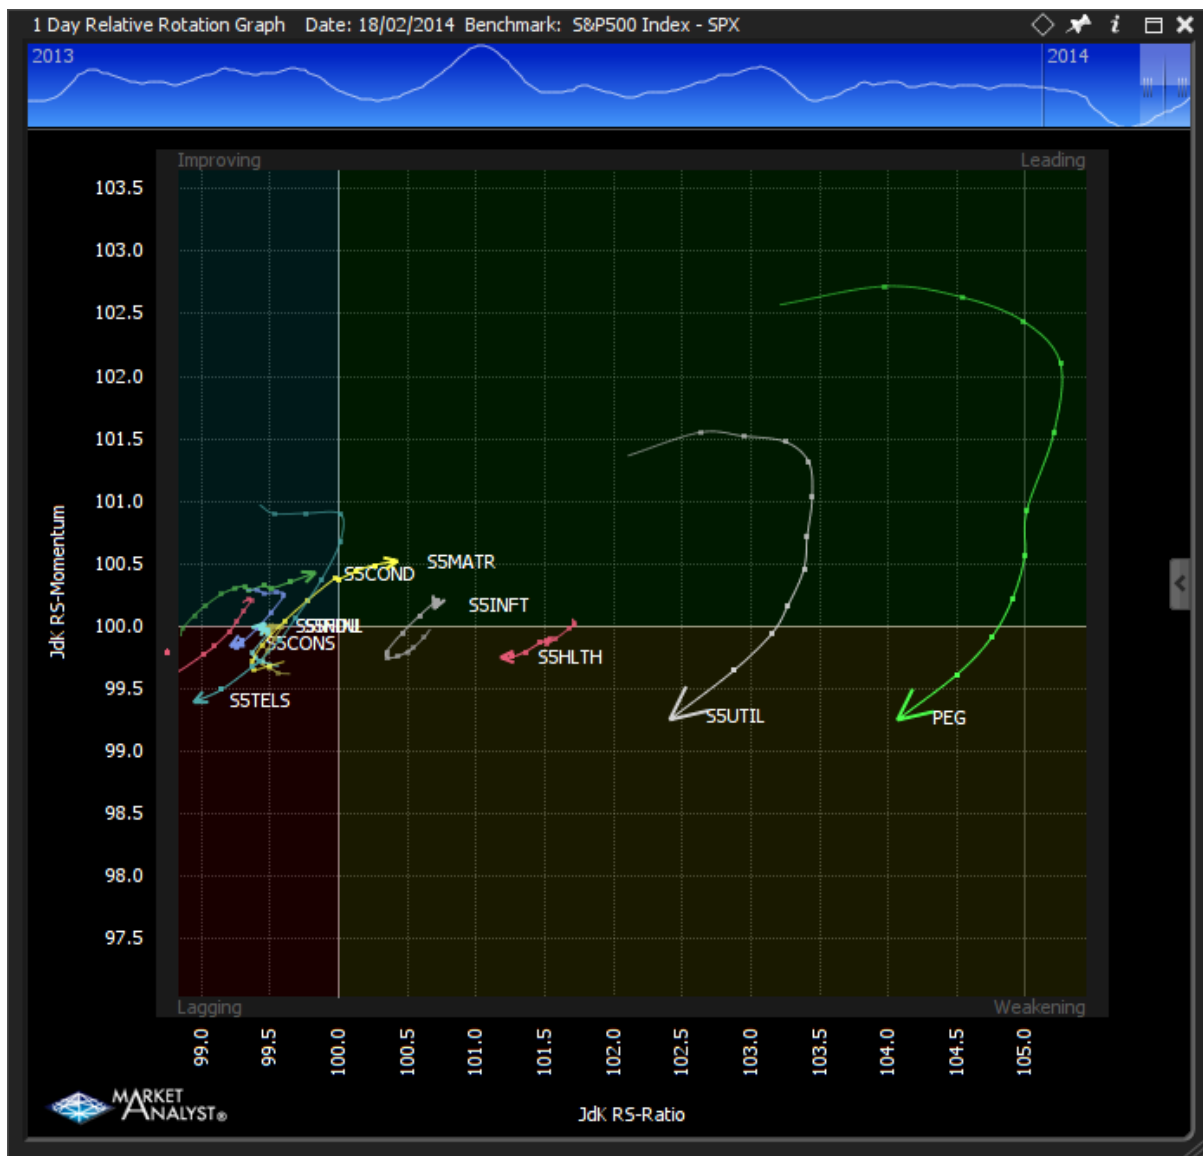 1 Day Relative Rotation Graph Date: 18/02/2014 Benchmark: S&P500 Index - SPX
2013
2014
Improving
Leading
103.5
103.0
102.5
102.0
101.5
101.0
100.5
100.0
99.5
99.0
98.5
98.0
97.5
JdK RS-Momentum
S5MATR
S5COND
S5INFT
S5CONS
S5HLTH
S5TELS
S5UTIL
PEG
Lagging
Weakening
99.0
99.5
100.0
100.5
101.0
101.5
102.0
102.5
103.0
103.5
104.0
104.5
105.0
JdK RS-Ratio
MARKET
ANALYST®